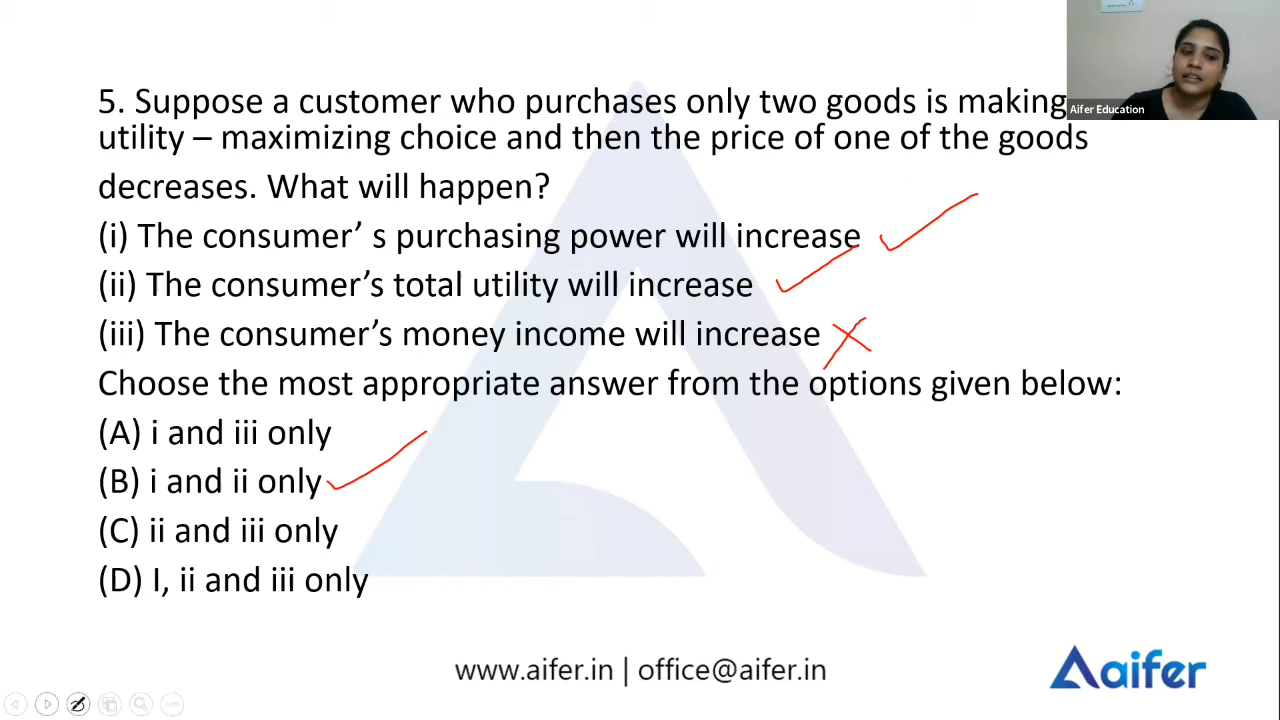 5. Suppose a customer who purchases only two goods is making
utility – maximizing choice and then the price of one of the goods
decreases. What will happen?
(i) The consumer’ s purchasing power will increase
(ii) The consumer’s total utility will increase
(iii) The consumer’s money income will increase
Choose the most appropriate answer from the options given below:
(A) i and iii only
(B) i and ii only
(C) ii and iii only
(D) I, ii and iii only
www.aifer.in | office@aifer.in
aifer
Aifer Education